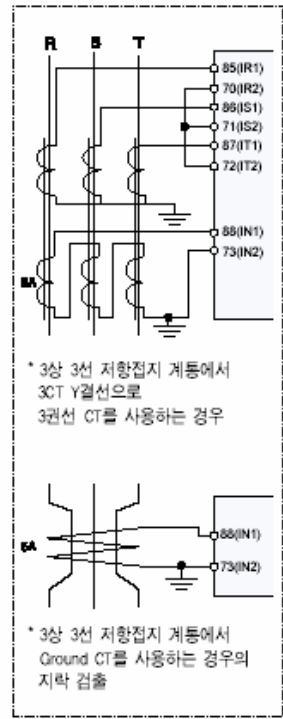 R S T
85(IR1)
70(IR2)
86(IS1)
71(IS2)
87(IT1)
72(IT2)
88(IN1)
73(IN2)
5A
* 3상 3선 저항접지 계통에서
3CT Y결선으로
3권선 CT를 사용하는 경우
88(IN1)
5A
73(IN2)
* 3상 3선 저항접지 계통에서
Ground CT를 사용하는 경우의
지락 검출